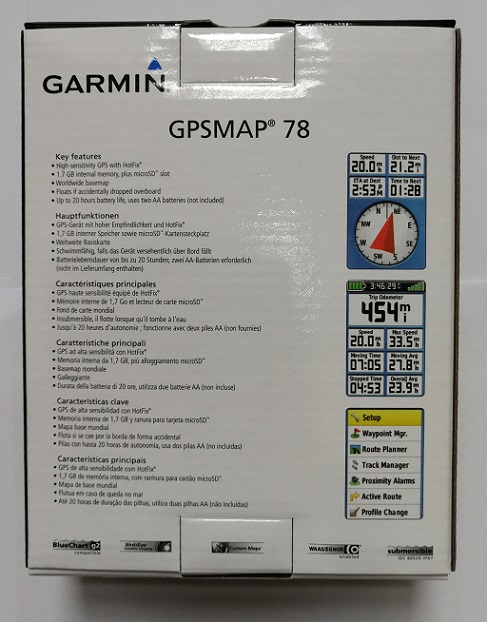 GARMIN
GPSMAP® 78
Key features
• High-sensitivity GPS with HotFix®
• 1.7 GB internal memory, plus microSD™ slot
• Worldwide basemap
• Floats if accidentally dropped overboard
• Up to 20 hours battery life, uses two AA batteries (not included)
Hauptfunktionen
• GPS-Gerät mit hoher Empfindlichkeit und HotFix®
• 1,7 GB interner Speicher sowie microSD™-Kartensteckplatz
• Weltweite Basiskarte
• Schwimmfähig, falls das Gerät versehentlich über Bord fällt
• Batterielebensdauer von bis zu 20 Stunden; zwei AA-Batterien erforderlich
(nicht im Lieferumfang enthalten)
Caractéristiques principales
• GPS haute sensibilité équipé de HotFix®
• Mémoire interne de 1,7 Go et lecteur de carte microSD™
• Fond de carte mondial
• Insubmersible, il flotte lorsqu'il tombe à l'eau
• Jusqu'à 20 heures d'autonomie ; fonctionne avec deux piles AA (non fournies)
Caratteristiche principali
• GPS ad alta sensibilità con HotFix®
• Memoria interna da 1,7 GB, più alloggiamento microSD™
• Basemap mondiale
• Galleggiante
• Durata della batteria di 20 ore, utilizza due batterie AA (non incluse)
Características clave
• GPS de alta sensibilidad con HotFix®
• Memoria interna de 1,7 GB y ranura para tarjeta microSD™
• Mapa base mundial
• Flota si se cae por la borda de forma accidental
• Pilas con hasta 20 horas de autonomía, usa dos pilas AA (no incluidas)
Características principais
• GPS de alta sensibilidade com HotFix®
• 1,7 GB de memória interna, com ranhura para cartão microSD™
• Mapa de base mundial
• Flutua em caso de queda no mar
• Até 20 horas de duração das pilhas, utiliza duas pilhas AA (não incluídas)
Speed Dist to Next
20.0 21.2
ETA at Dest Time to Next
2:53 01:28
N NE E SE S SW W NW
3:46:29
Trip Odometer
454 mi
Speed Max Speed
20.0 33.5
Moving Time Moving Avg
07:05 27.8
Stopped Time Overall Avg
04:53 23.9
Setup
Waypoint Mgr.
Route Planner
Track Manager
Proximity Alarms
Active Route
Profile Change
BlueChart g2
compatible
BirdsEye
Custom Maps™
WAAS/EGNOS
enabled
submersible
IEC 60529 IPX7